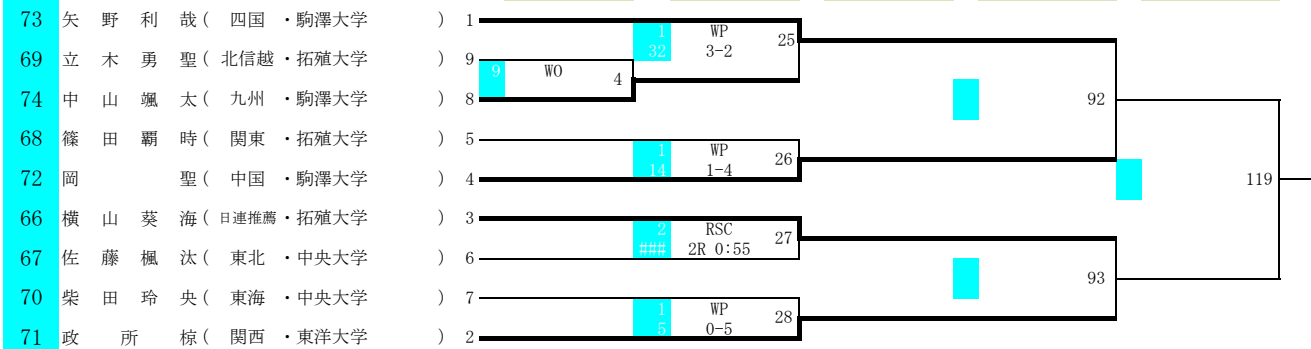 73 矢野利哉( 四国 ・駒澤大学 ) 1
1 WP 25
32 3-2
69 立木勇聖( 北信越・拓殖大学 ) 9
9 WO 4
74 中山颯太( 九州 ・駒澤大学 ) 8
92
68 篠田覇時( 関東 ・拓殖大学 ) 5
1 WP 26
14 1-4
72 岡 聖( 中国 ・駒澤大学 ) 4
119
66 横山葵海( 日連推薦・拓殖大学 ) 3
2 RSC 27
### 2R 0:55
67 佐藤楓汰( 東北 ・中央大学 ) 6
93
70 柴田玲央( 東海 ・中央大学 ) 7
1 WP 28
5 0-5
71 政所椋( 関西 ・東洋大学 ) 2